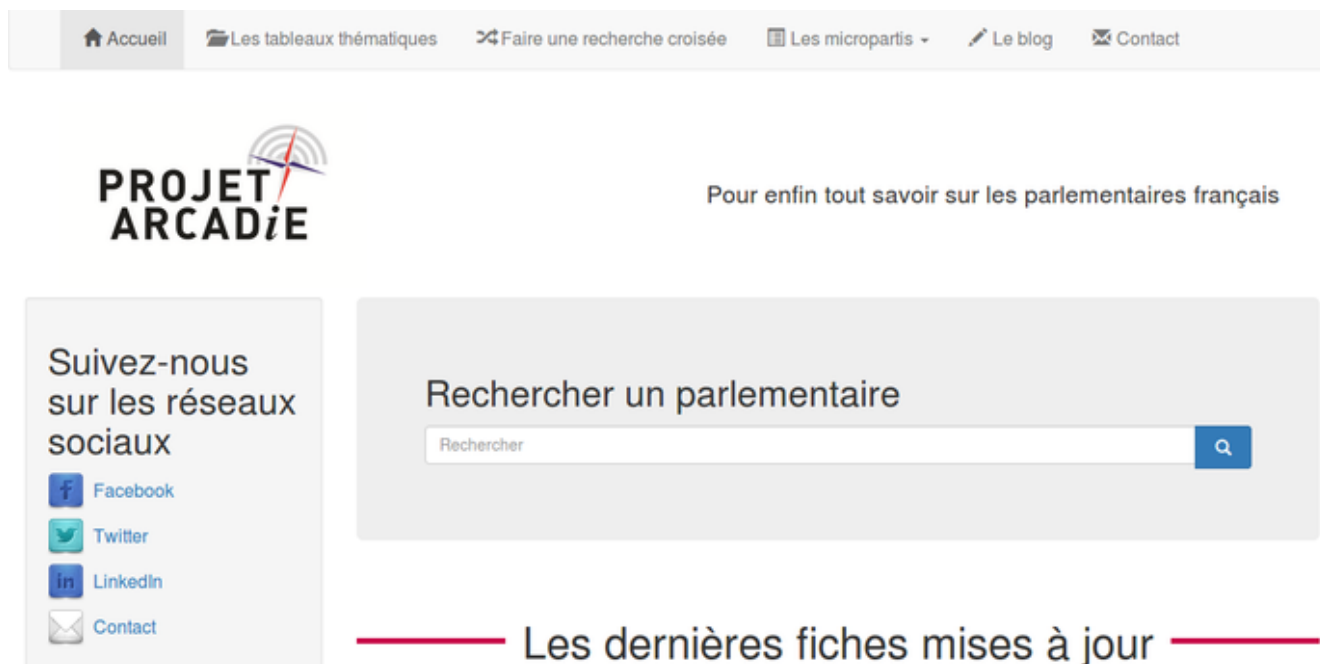 Accueil Les tableaux thématiques Faire une recherche croisée Les micropartis Le blog Contact
PROJET
ARCADiE
Pour enfin tout savoir sur les parlementaires français
Suivez-nous
sur les réseaux
sociaux
Facebook
Twitter
LinkedIn
Contact
Rechercher un parlementaire
Rechercher
Les dernières fiches mises à jour